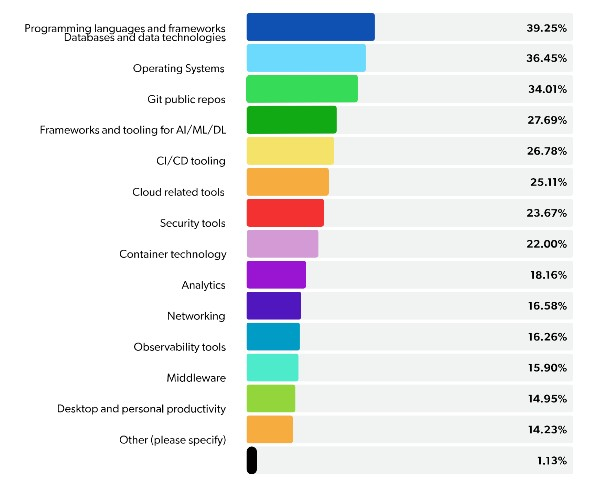 Programming languages and frameworks 39.25%
Databases and data technologies
36.45%
Operating Systems
34.01%
Git public repos
27.69%
Frameworks and tooling for AI/ML/DL
26.78%
CI/CD tooling
25.11%
Cloud related tools
23.67%
Security tools
22.00%
Container technology
18.16%
Analytics
16.58%
Networking
16.26%
Observability tools
15.90%
Middleware
14.95%
Desktop and personal productivity
14.23%
Other (please specify)
1.13%